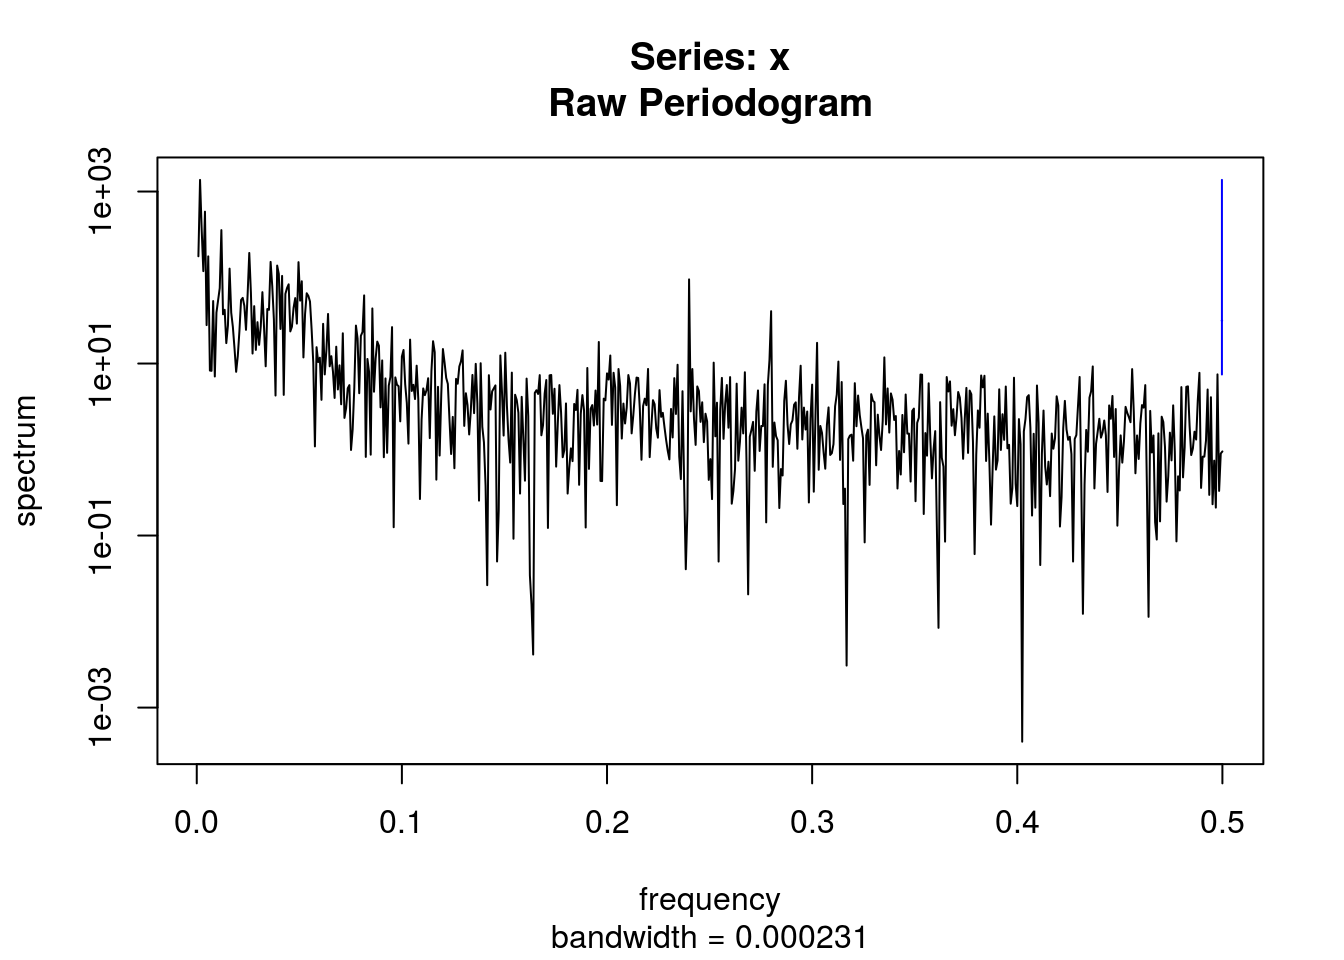 Series: x
Raw Periodogram
1e+03
1e+01
1e-01
1e-03
spectrum
0.0 0.1 0.2 0.3 0.4 0.5
frequency
bandwidth = 0.000231